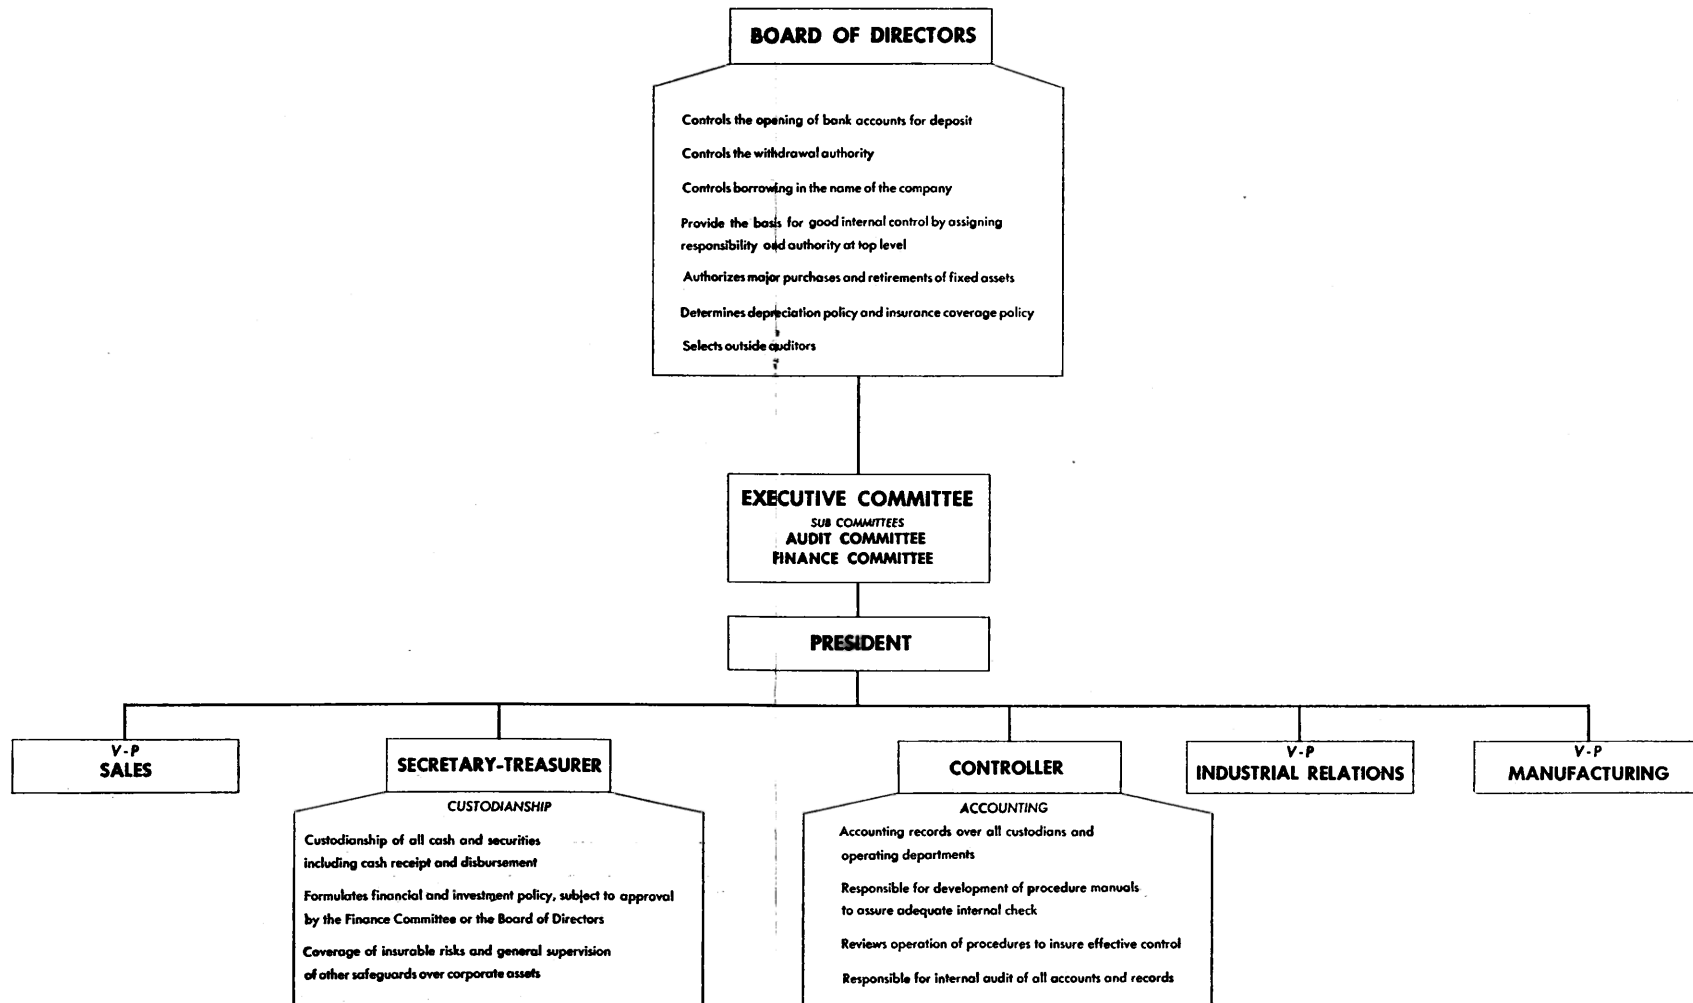 BOARD OF DIRECTORS
Controls the opening of bank accounts for deposit
Controls the withdrawal authority
Controls borrowing in the name of the company
Provide the basis for good internal control by assigning
responsibility and authority at top level
Authorizes major purchases and retirements of fixed assets
Determines depreciation policy and insurance coverage policy
Selects outside auditors
EXECUTIVE COMMITTEE
SUB COMMITTEES
AUDIT COMMITTEE
FINANCE COMMITTEE
PRESIDENT
V-P
SALES
SECRETARY-TREASURER
CUSTODIANSHIP
Custodianship of all cash and securities
including cash receipt and disbursement
Formulates financial and investment policy, subject to approval
by the Finance Committee or the Board of Directors
Coverage of insurable risks and general supervision
of other safeguards over corporate assets
CONTROLLER
ACCOUNTING
Accounting records over all custodians and
operating departments
Responsible for development of procedure manuals
to assure adequate internal check
Reviews operation of procedures to insure effective control
Responsible for internal audit of all accounts and records
V-P
INDUSTRIAL RELATIONS
V-P
MANUFACTURING